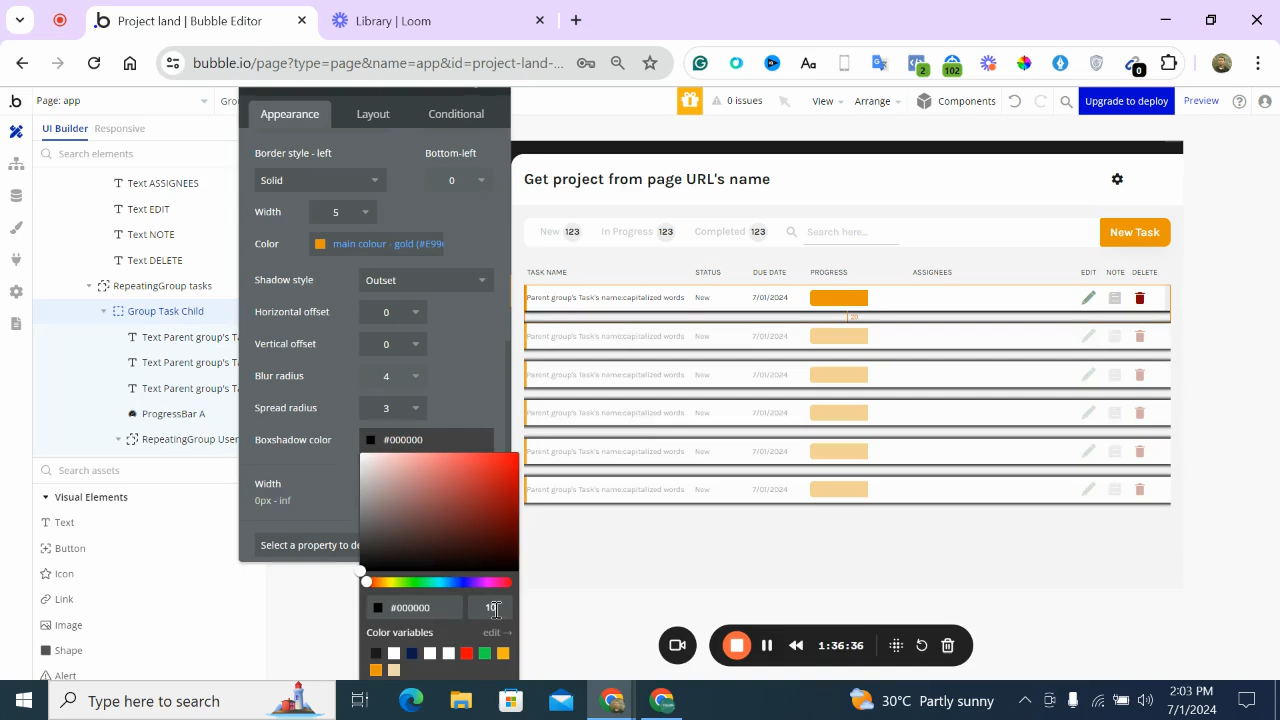 Project land | Bubble Editor
Library | Loom
bubble.io/page?type=page&name=app&id=project-land-...
2
102
0
Page: app
Appearance
Layout
Conditional
0 issues
View
Arrange
Components
Upgrade to deploy
Preview
UI Builder
Responsive
Search elements
Text ASSIGNEES
Text EDIT
Text NOTE
Text DELETE
RepeatingGroup tasks
Group Task Child
Text Parent group's Ta
Text Parent group's Ta
Text Parent group's Ta
ProgressBar A
RepeatingGroup User
Search assets
Visual Elements
Text
Button
Icon
Link
Image
Shape
Alert
Border style - left
Bottom-left
Solid
0
Width
5
Color
main colour - gold (#E99
Shadow style
Outset
Horizontal offset
0
Vertical offset
0
Blur radius
4
Spread radius
3
Boxshadow color
#000000
Width
0px - inf
Select a property to de
#000000
10
Color variables
edit →
Get project from page URL's name
New 123
In Progress 123
Completed 123
Search here...
New Task
TASK NAME STATUS DUE DATE PROGRESS ASSIGNEES EDIT NOTE DELETE
Parent group's Task's name:capitalized words New 7/01/2024
20
Parent group's Task's name:capitalized words New 7/01/2024
Parent group's Task's name:capitalized words New 7/01/2024
Parent group's Task's name:capitalized words New 7/01/2024
Parent group's Task's name:capitalized words New 7/01/2024
Parent group's Task's name:capitalized words New 7/01/2024
1:36:36
Type here to search
30°C Partly sunny
2:03 PM
7/1/2024